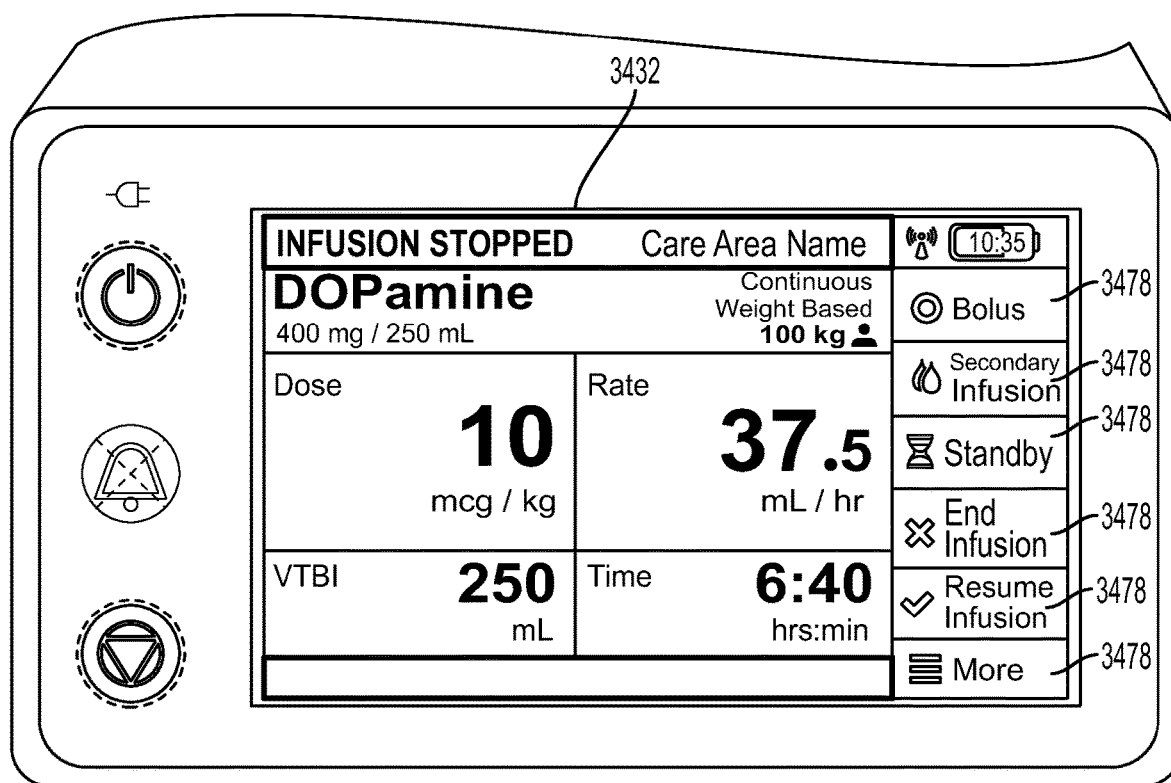 3432
INFUSION STOPPED Care Area Name 10:35
DOPamine
400 mg / 250 mL
Continuous
Weight Based
100 kg
Dose
10
mcg / kg
Rate
37.5
mL / hr
VTBI
250
mL
Time
6:40
hrs:min
Bolus
3478
Secondary
Infusion
3478
Standby
3478
End
Infusion
3478
Resume
Infusion
3478
More
3478